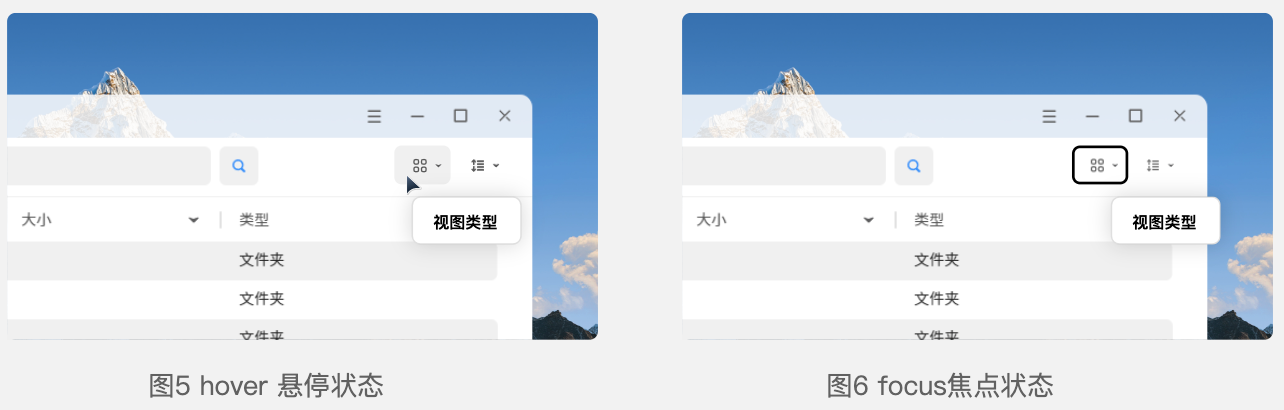 大小
类型
视图类型
文件夹
文件夹
文件夹
图5 hover 悬停状态
大小
类型
视图类型
文件夹
文件夹
文件夹
图6 focus焦点状态